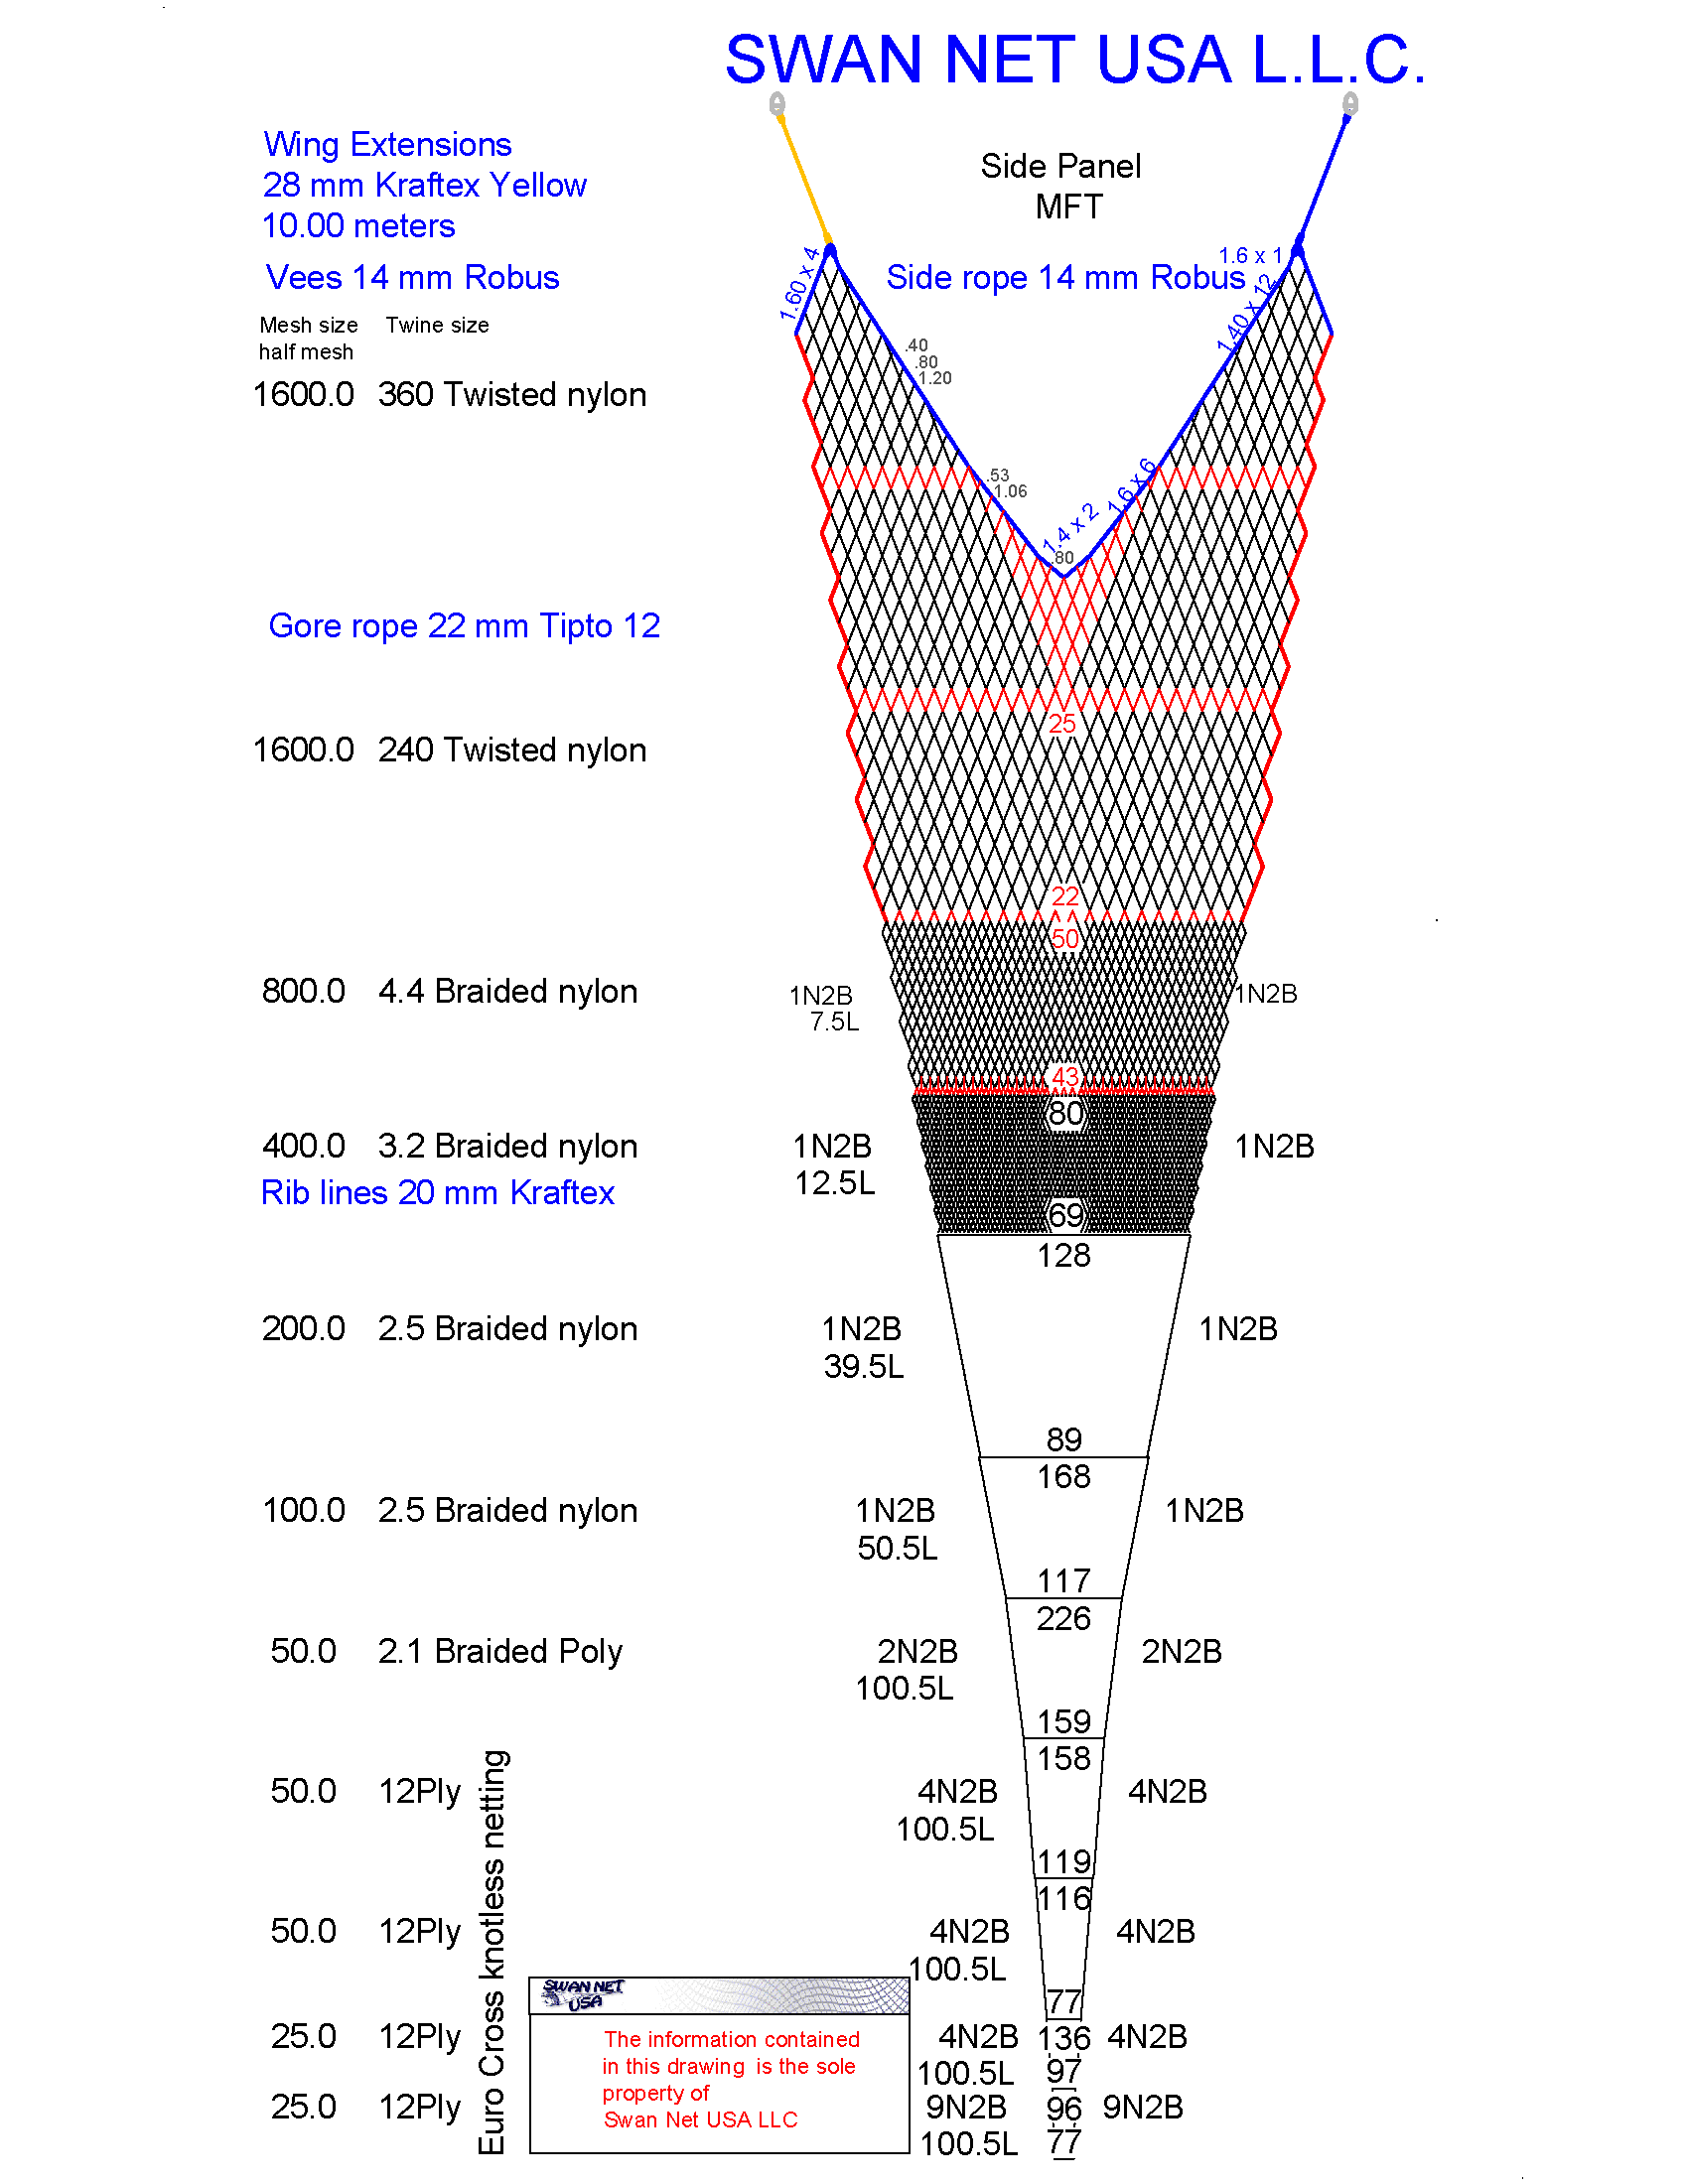 SWAN NET USA L.L.C.
Wing Extensions
28 mm Kraftex Yellow
10.00 meters
Side Panel
MFT
Vees 14 mm Robus
Side rope 14 mm Robus
1.60 x 4
1.6 x 1
1.40 x 12
Mesh size Twine size
half mesh
.40
.80
1.20
1600.0 360 Twisted nylon
.53
1.06
1.6 x 6
1.4 x 2
.80
Gore rope 22 mm Tipto 12
25
1600.0 240 Twisted nylon
22
50
800.0 4.4 Braided nylon 1N2B 1N2B
7.5L
43
80
400.0 3.2 Braided nylon 1N2B 1N2B
12.5L
Rib lines 20 mm Kraftex
69
128
200.0 2.5 Braided nylon 1N2B 1N2B
39.5L
89
168
100.0 2.5 Braided nylon 1N2B 1N2B
50.5L
117
226
50.0 2.1 Braided Poly 2N2B 2N2B
100.5L
159
158
50.0 12Ply 4N2B 4N2B
100.5L
119
116
50.0 12Ply 4N2B 4N2B
100.5L
77
25.0 12Ply 4N2B 136 4N2B
100.5L 97
25.0 12Ply 9N2B 96 9N2B
100.5L 77
Euro Cross knotless netting
SWAN NET
USA
The information contained
in this drawing is the sole
property of
Swan Net USA LLC